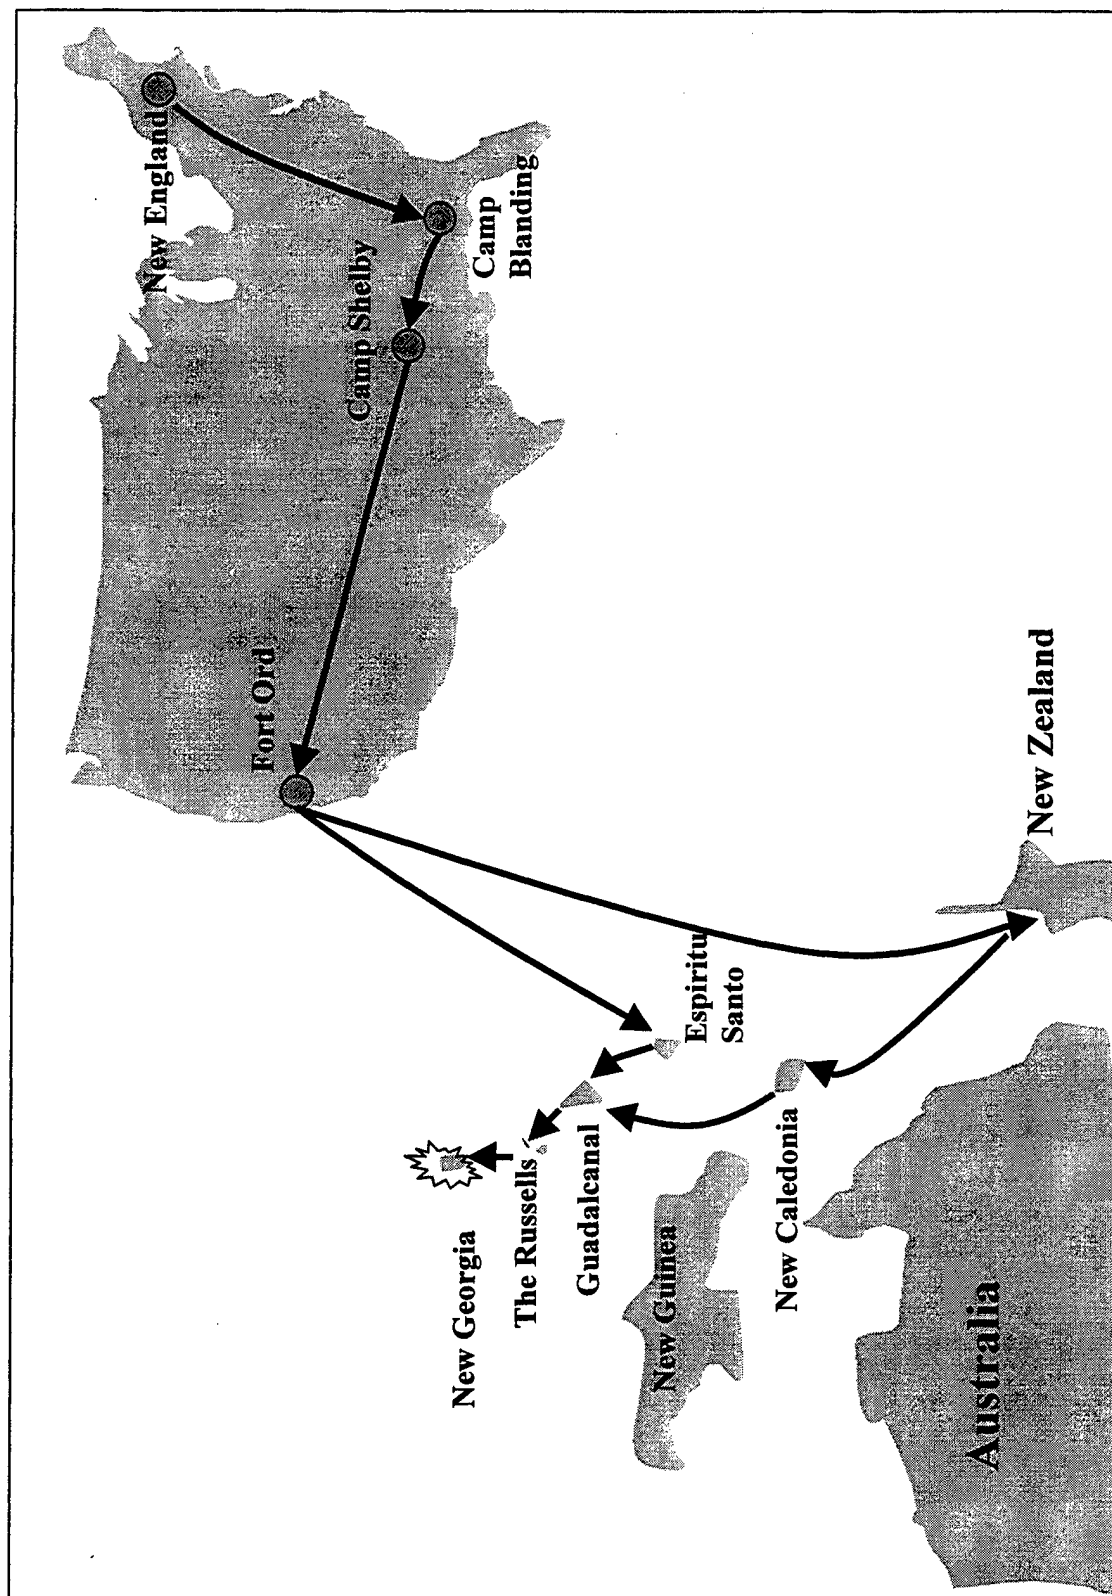 New England
Camp
Blanding
Camp Shelby
Fort Ord
New Zealand
Espiritu
Santo
New Georgia
The Russells
Guadalcanal
New Caledonia
New Guinea
Australia